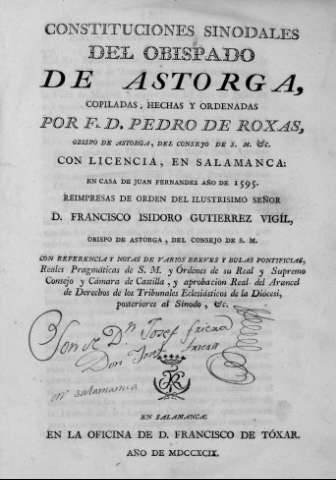 CONSTITUCIONES SINODALES
DEL OBISPADO
DE ASTORGA,
COPILADAS, HECHAS Y ORDENADAS
POR F. D. PEDRO DE ROXAS,
OBISPO DE ASTORGA, DEL CONSEJO DE S. M. &c.
CON LICENCIA, EN SALAMANCA:
EN CASA DE JUAN FERNANDES AÑO DE 1595.
REIMPRESAS DE ORDEN DEL ILUSTRISIMO SEÑOR
D. FRANCISCO ISIDORO GUTIERREZ VIGÍL,
OBISPO DE ASTORGA, DEL CONSEJO DE S. M.
CON REFERENCIA Y NOTAS DE VARIOS BREVES Y BULAS PONTIFICIAS,
Reales Pragmáticas de S. M. y Órdenes de su Real y Supremo
Consejo y Cámara de Castilla, y aprobacion Real del Arancel
de Derechos de los Tribunales Eclesiásticos de la Diócesi,
posteriores al Sínodo, &c.
Son de Dn Josef
Don
en salamanca
EN SALAMANCA:
EN LA OFICINA DE D. FRANCISCO DE TÓXAR.
AÑO DE MDCCXCIX.